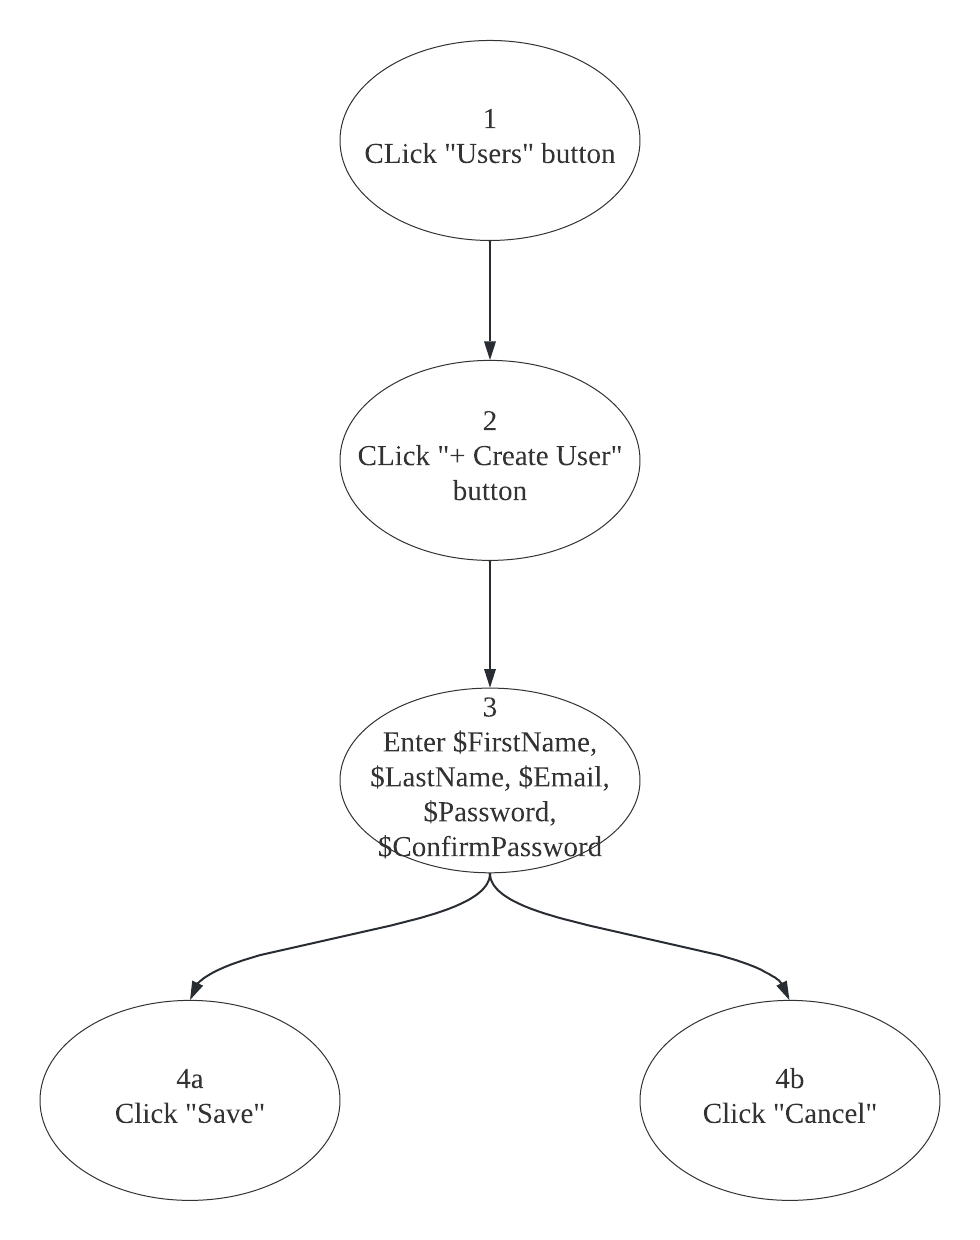 1
CLick "Users" button
2
CLick "+ Create User"
button
3
Enter $FirstName,
$LastName, $Email,
$Password,
$ConfirmPassword
4a
Click "Save"
4b
Click "Cancel"